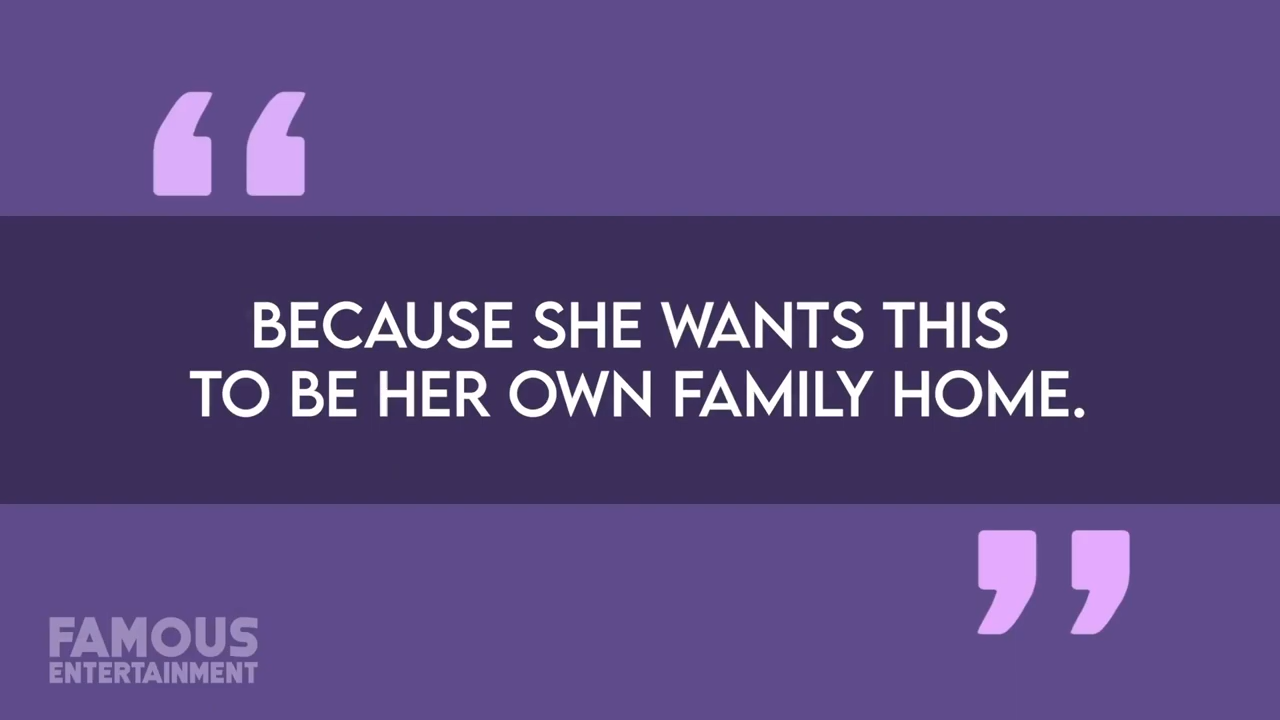 BECAUSE SHE WANTS THIS
TO BE HER OWN FAMILY HOME.
FAMOUS
ENTERTAINMENT